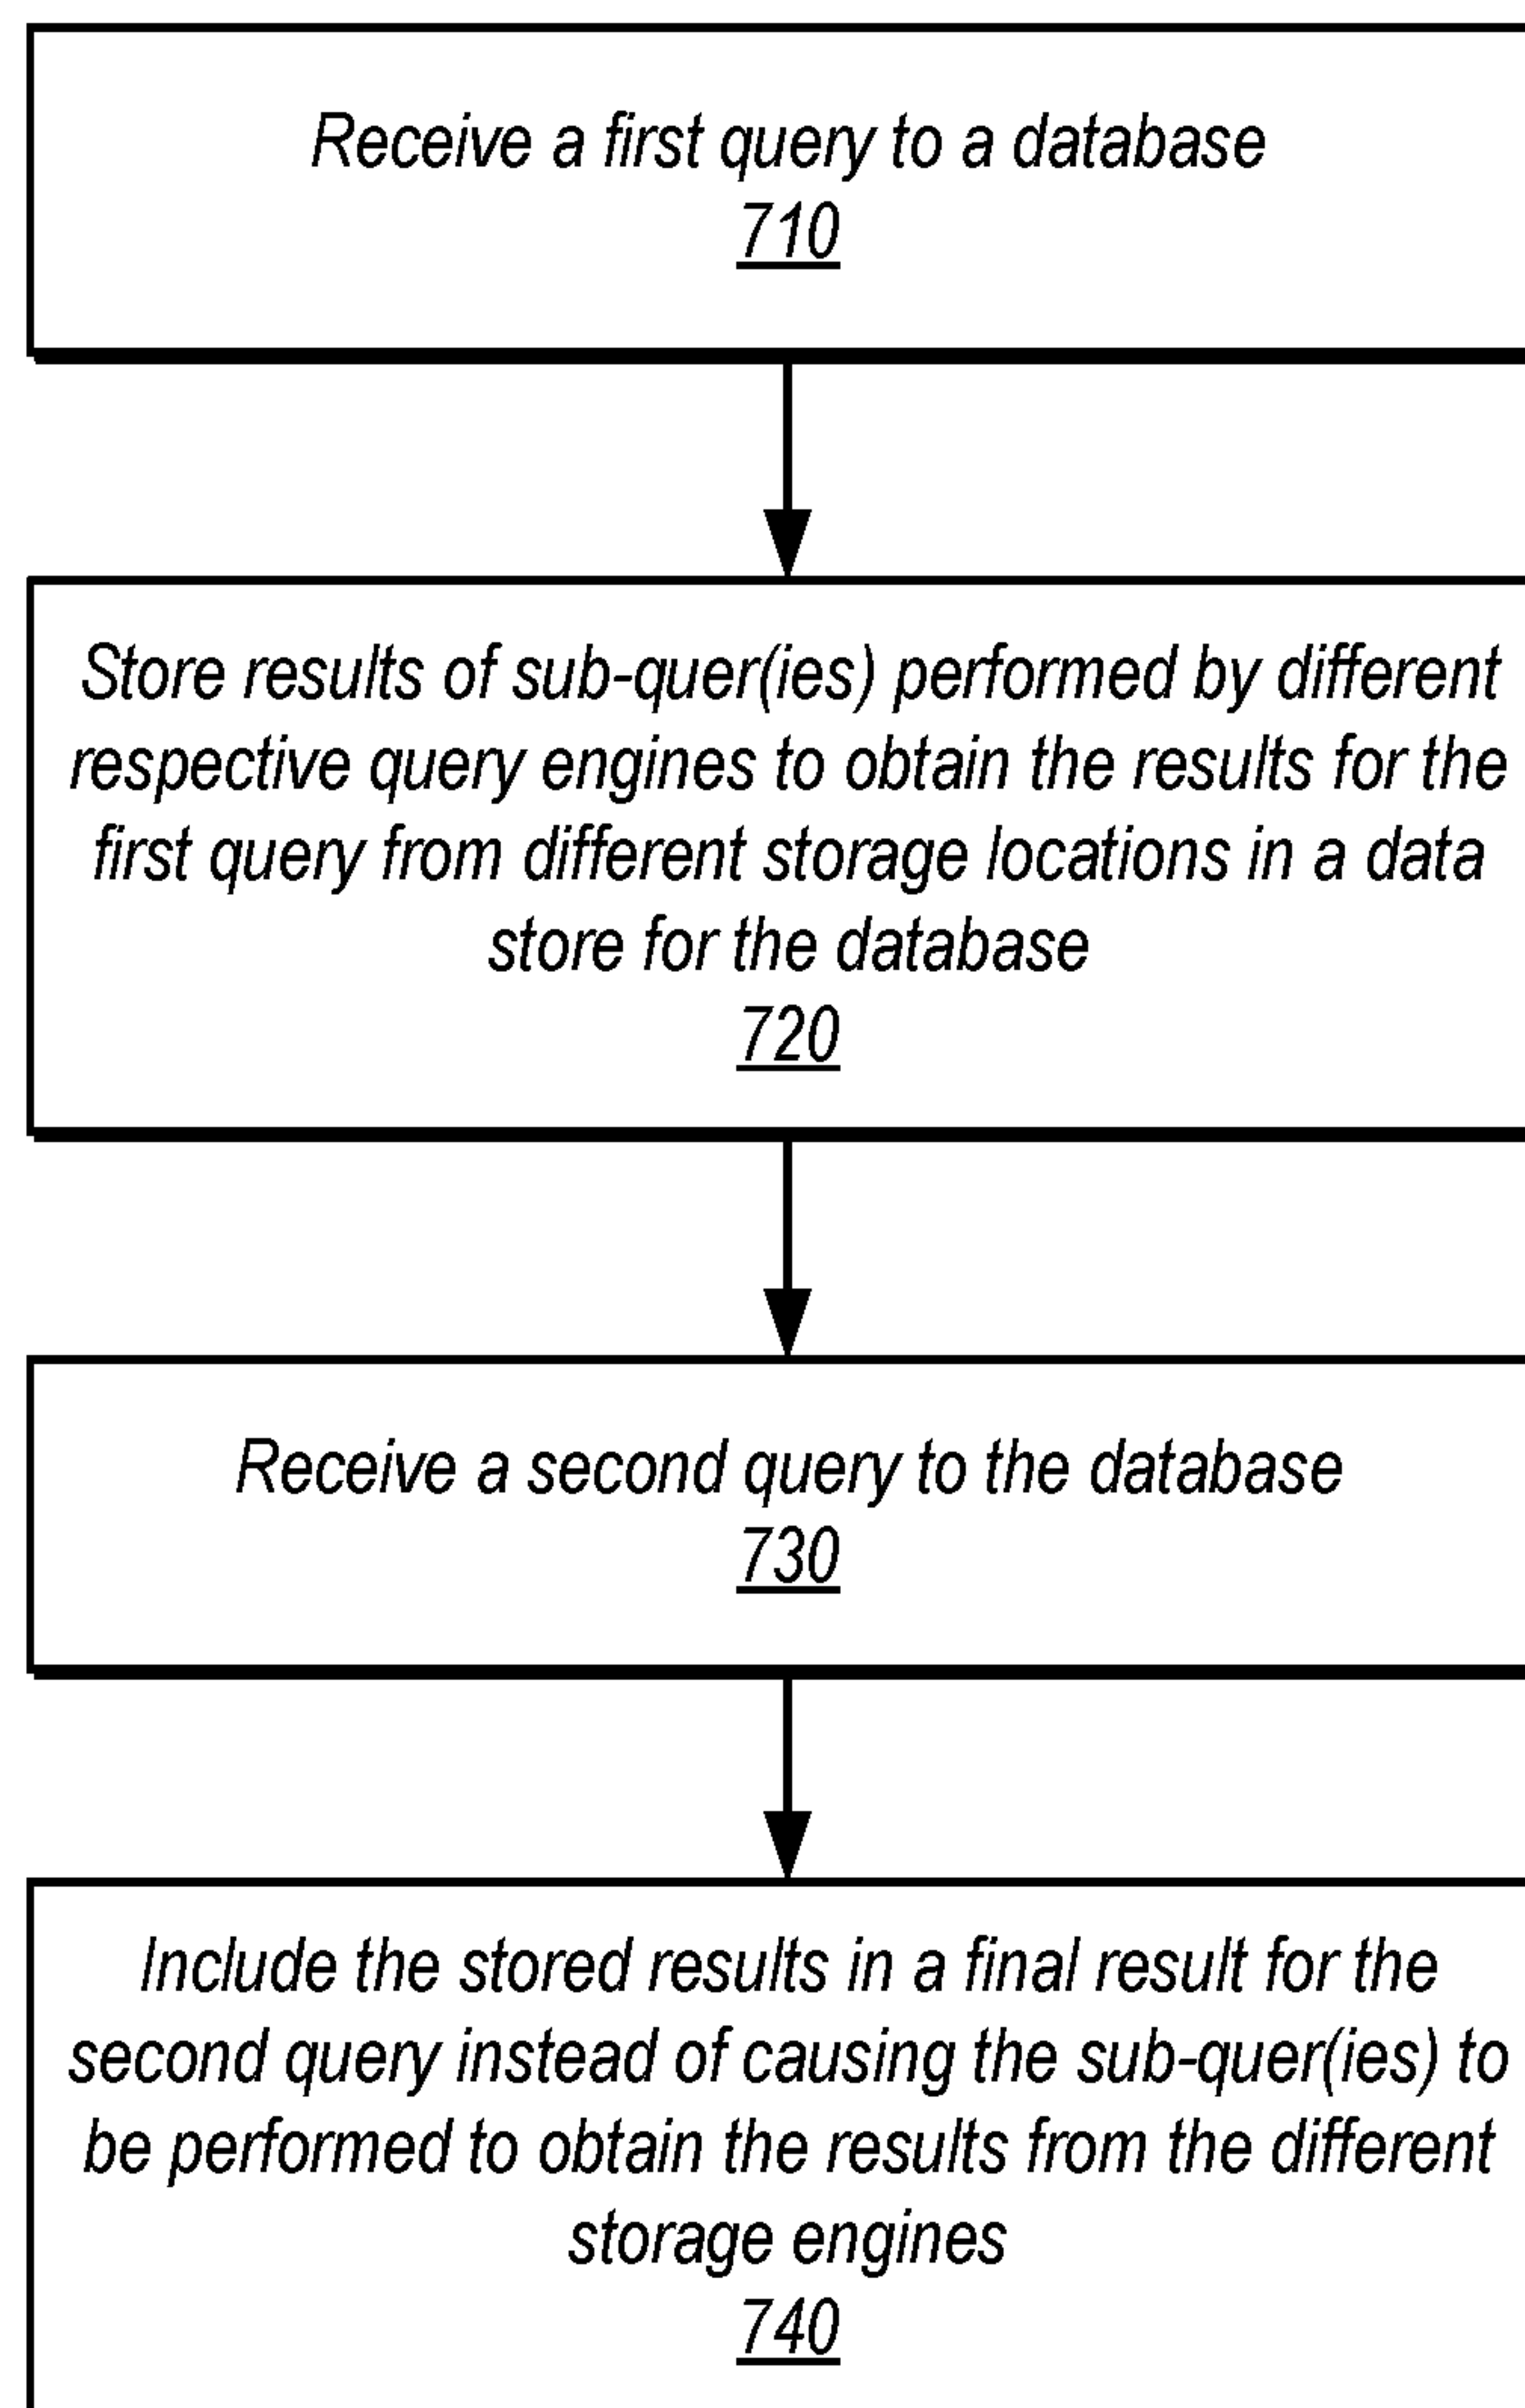 Receive a first query to a database
710
Store results of sub-quer(ies) performed by different
respective query engines to obtain the results for the
first query from different storage locations in a data
store for the database
720
Receive a second query to the database
730
Include the stored results in a final result for the
second query instead of causing the sub-quer(ies) to
be performed to obtain the results from the different
storage engines
740